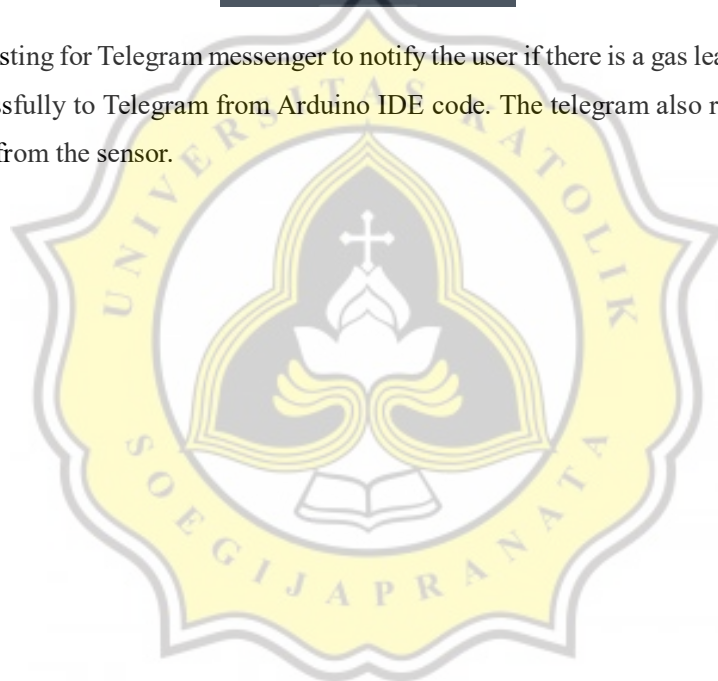 sting for Telegram messenger to notify the user if there is a gas lea
ssfully to Telegram from Arduino IDE code. The telegram also r
from the sensor.
UNIVERSITAS KATOLIK
SOEGIJAPRANATA